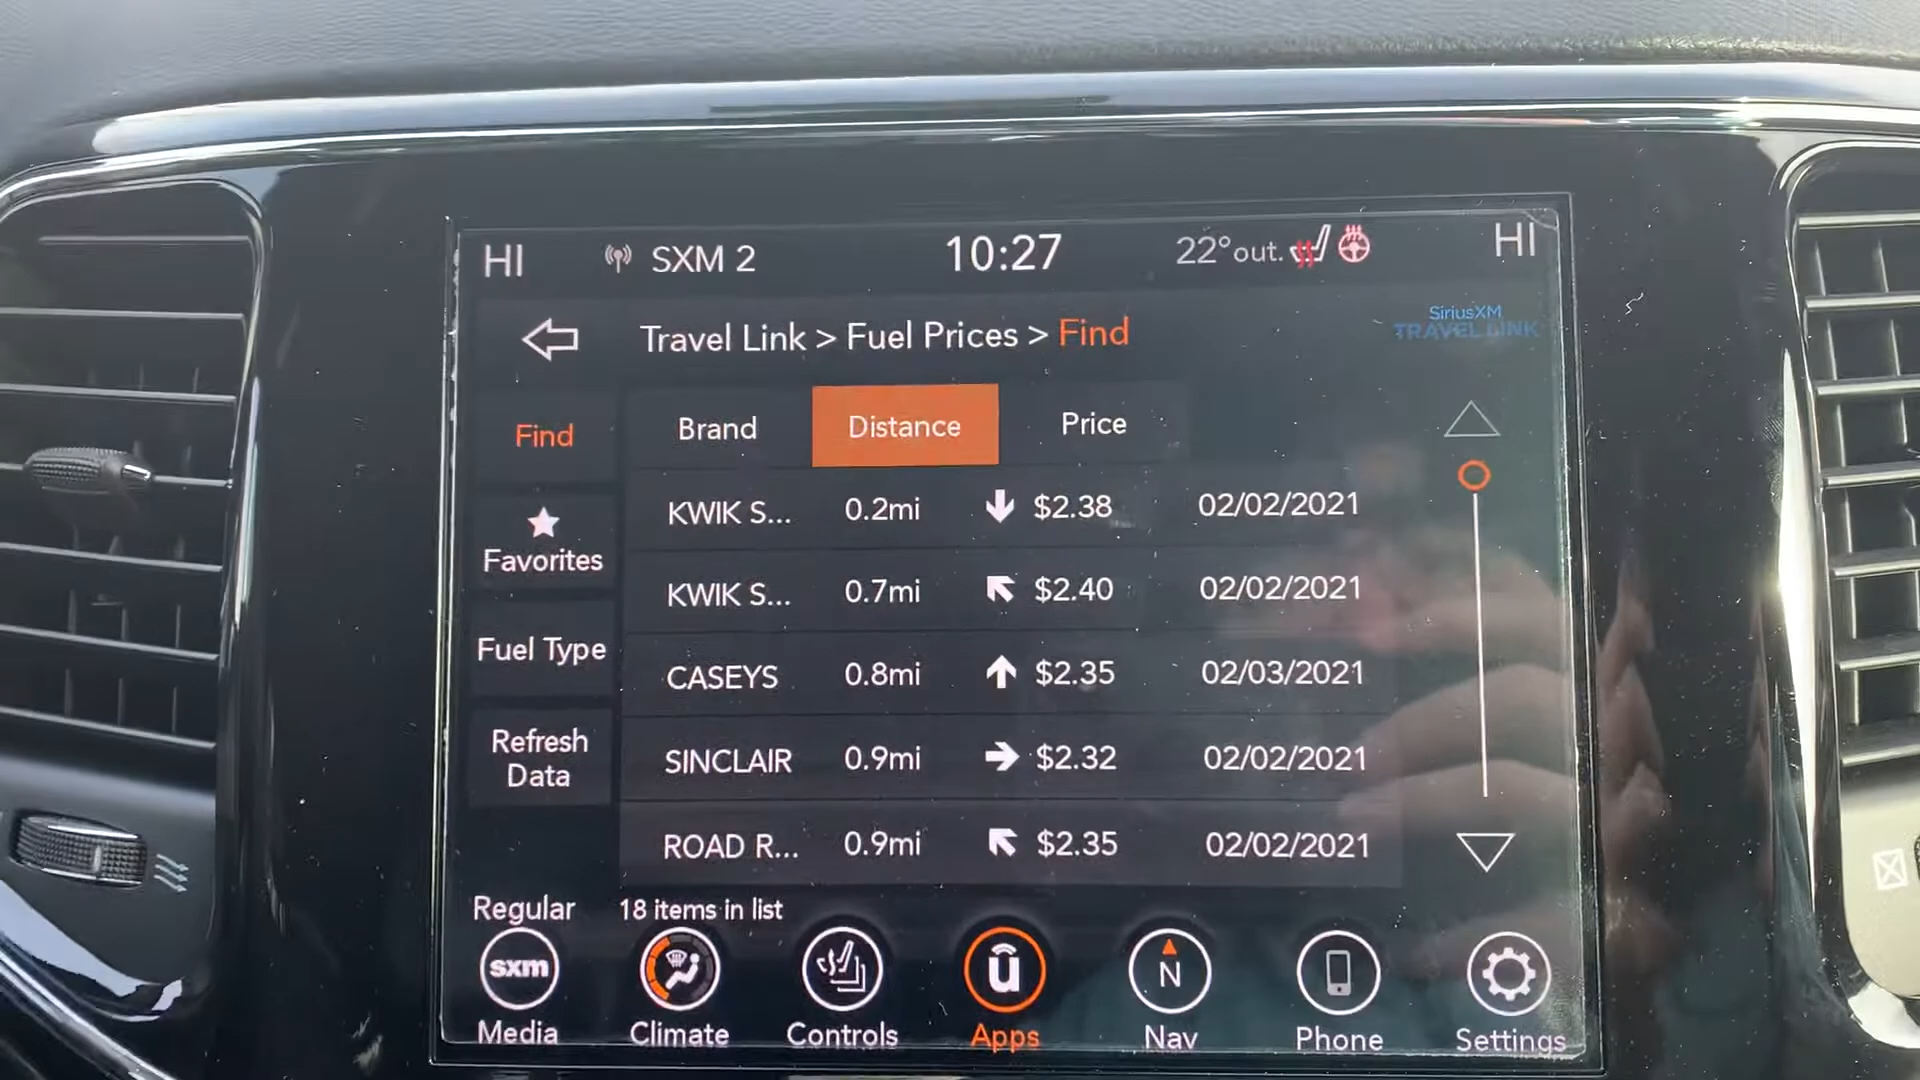 HI SXM 2 10:27 22°out. HI
Travel Link > Fuel Prices > Find
SiriusXM
TRAVEL LINK
Find
Brand Distance Price
KWIK S... 0.2mi $2.38 02/02/2021
Favorites
KWIK S... 0.7mi $2.40 02/02/2021
Fuel Type
CASEYS 0.8mi $2.35 02/03/2021
Refresh
Data
SINCLAIR 0.9mi $2.32 02/02/2021
ROAD R... 0.9mi $2.35 02/02/2021
Regular 18 items in list
sxm û N
Media Climate Controls Apps Nav Phone Settings